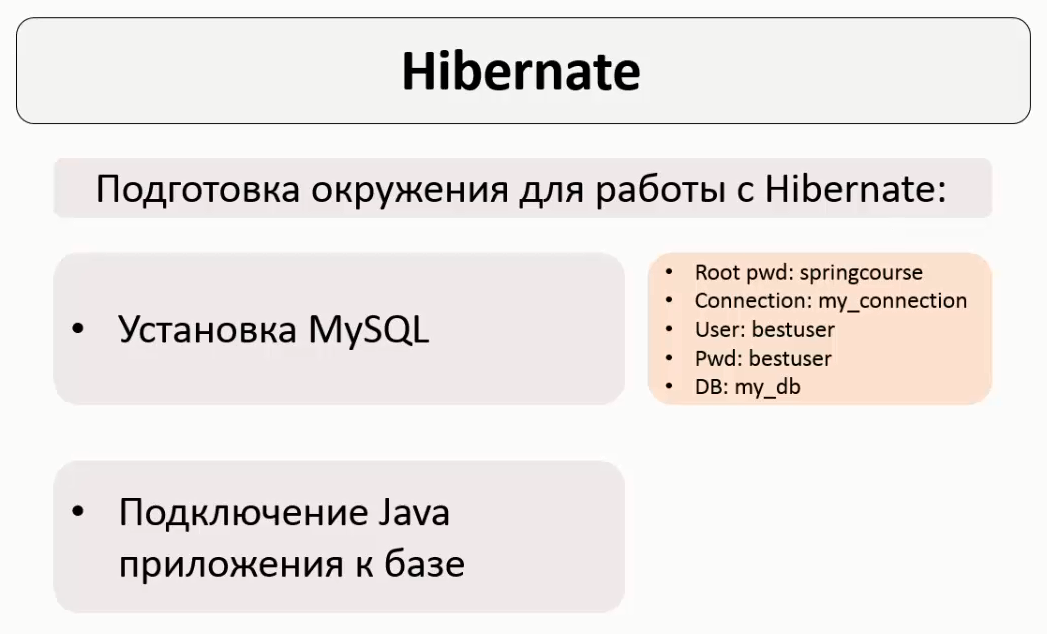 Hibernate
Подготовка окружения для работы с Hibernate:
• Установка MySQL
• Root pwd: springcourse
• Connection: my_connection
• User: bestuser
• Pwd: bestuser
• DB: my_db
• Подключение Java
приложения к базе